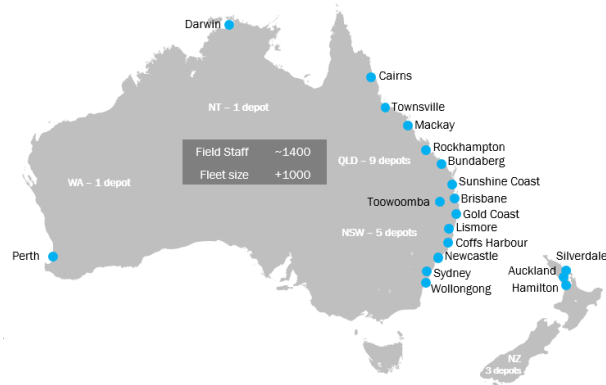 Darwin
Cairns
NT – 1 depot
Townsville
Mackay
Field Staff ~1400
Fleet size +1000
Rockhampton
QLD – 9 depots
Bundaberg
WA – 1 depot
Sunshine Coast
Toowoomba
Brisbane
Gold Coast
Lismore
NSW – 5 depots
Coffs Harbour
Perth
Newcastle
Silverdale
Sydney
Auckland
Wollongong
Hamilton
NZ
3 depots